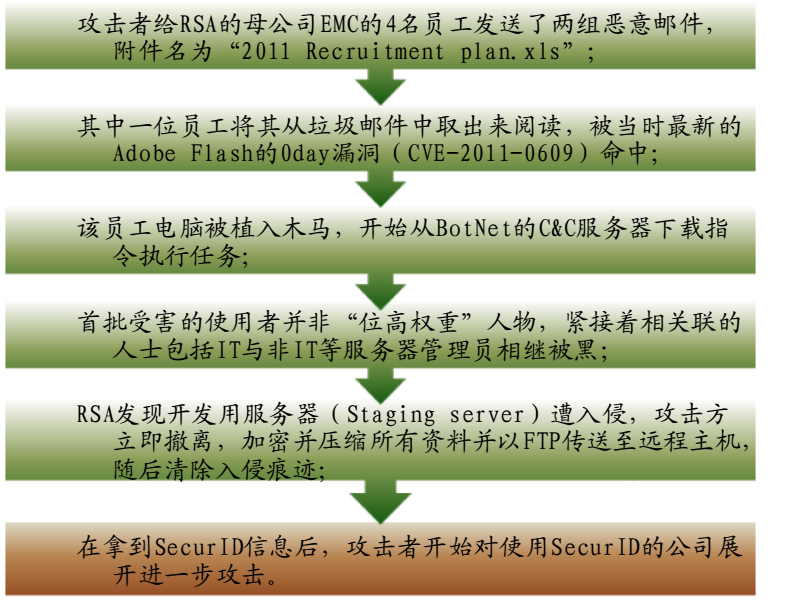 攻击者给RSA的母公司EMC的4名员工发送了两组恶意邮件，
附件名为“2011 Recruitment plan.xls”；
其中一位员工将其从垃圾邮件中取出来阅读，被当时最新的
Adobe Flash的0day漏洞（CVE-2011-0609）命中；
该员工电脑被植入木马，开始从BotNet的C&C服务器下载指
令执行任务；
首批受害的使用者并非“位高权重”人物，紧接着相关联的
人士包括IT与非IT等服务器管理员相继被黑；
RSA发现开发用服务器（Staging server）遭入侵，攻击方
立即撤离，加密并压缩所有资料并以FTP传送至远程主机，
随后清除入侵痕迹；
在拿到SecurID信息后，攻击者开始对使用SecurID的公司展
开进一步攻击。